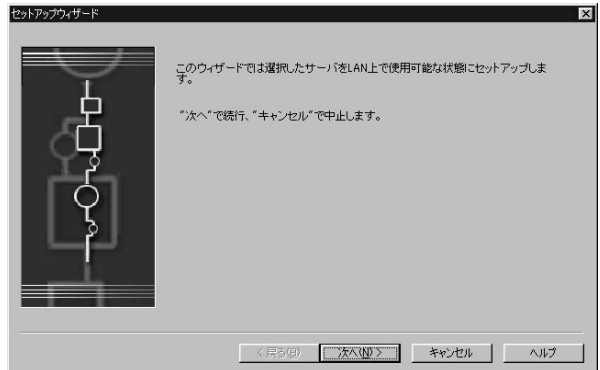 セットアップウィザード
このウィザードでは選択したサーバをLAN上で使用可能な状態にセットアップしま
す。
"次へ"で続行、"キャンセル"で中止します。
< 戻る(B) 次へ(N) > キャンセル ヘルプ